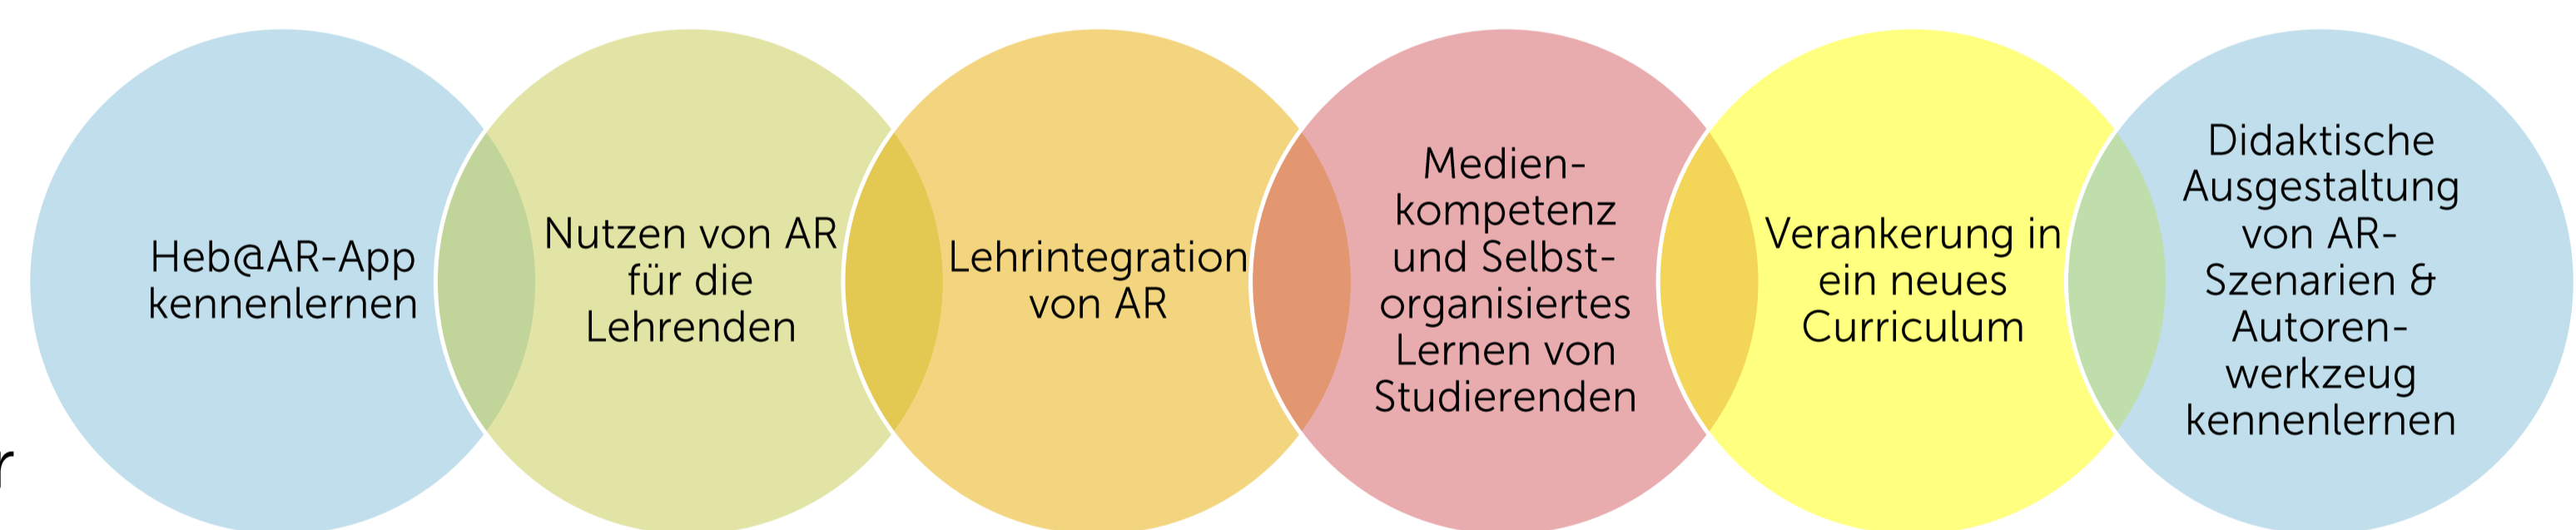 Heb@AR-App
kennenlernen
Nutzen von AR
für die
Lehrenden
Lehrintegration
von AR
Medien-
kompetenz
und Selbst-
organisiertes
Lernen von
Studierenden
Verankerung in
ein neues
Curriculum
Didaktische
Ausgestaltung
von AR-
Szenarien &
Autoren-
werkzeug
kennenlernen
r